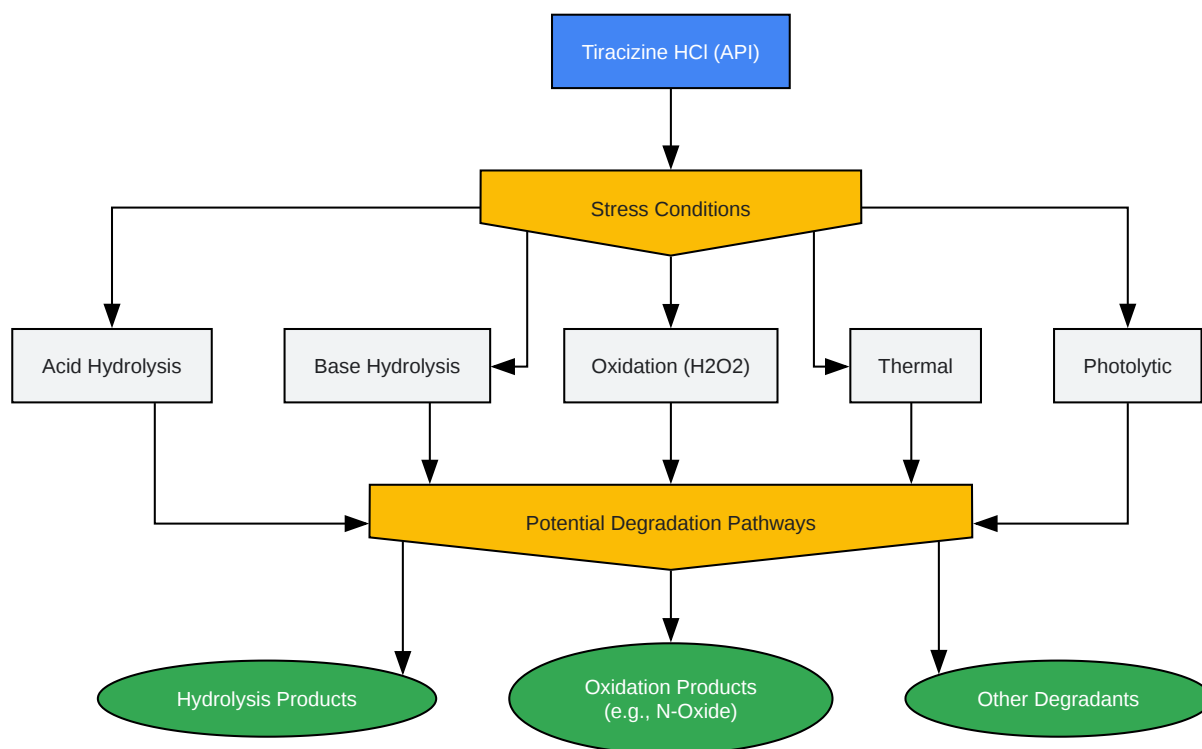 Tiracizine HCl (API)
Stress Conditions
Acid Hydrolysis
Base Hydrolysis
Oxidation (H2O2)
Thermal
Photolytic
Potential Degradation Pathways
Hydrolysis Products
Oxidation Products
(e.g., N-Oxide)
Other Degradants